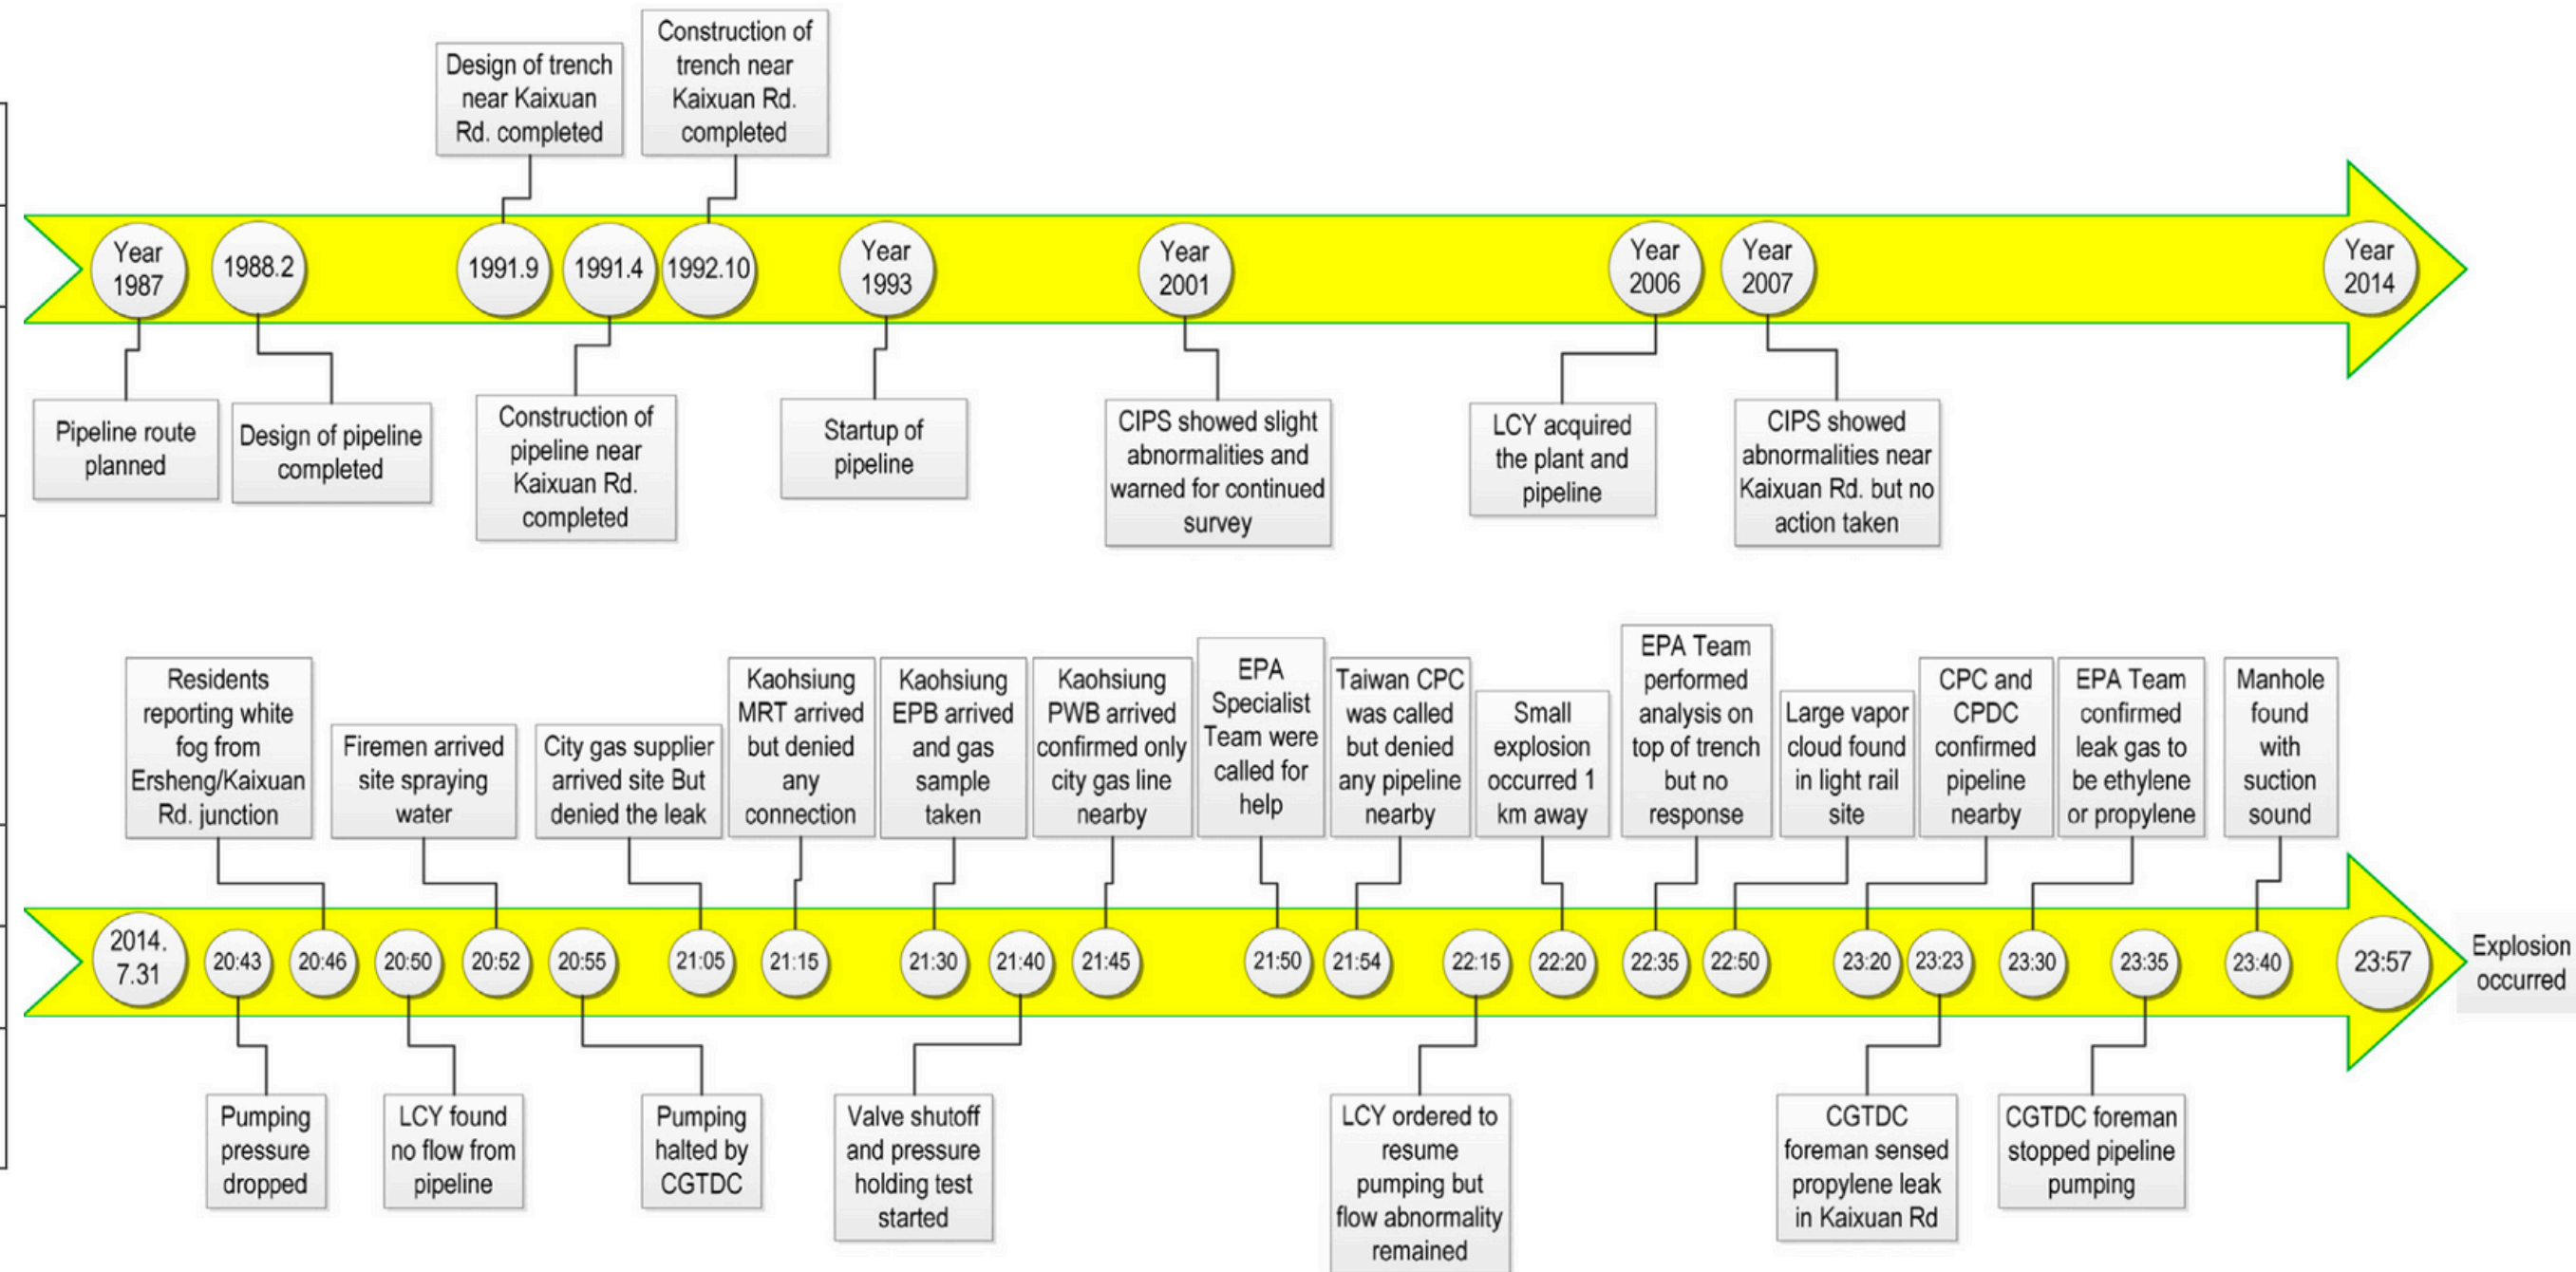 Design of trench
near Kaixuan
Rd. completed
Construction of
trench near
Kaixuan Rd.
completed
Year
1987
1988.2
1991.9
1991.4
1992.10
Year
1993
Year
2001
Year
2006
Year
2007
Year
2014
Pipeline route
planned
Design of pipeline
completed
Construction of
pipeline near
Kaixuan Rd.
completed
Startup of
pipeline
CIPS showed slight
abnormalities and
warned for continued
survey
LCY acquired
the plant and
pipeline
CIPS showed
abnormalities near
Kaixuan Rd. but no
action taken
Residents
reporting white
fog from
Ersheng/Kaixuan
Rd. junction
Firemen arrived
site spraying
water
City gas supplier
arrived site But
denied the leak
Kaohsiung
MRT arrived
but denied
any
connection
Kaohsiung
EPB arrived
and gas
sample
taken
Kaohsiung
PWB arrived
confirmed only
city gas line
nearby
EPA
Specialist
Team were
called for
help
Taiwan CPC
was called
but denied
any pipeline
nearby
Small
explosion
occurred 1
km away
EPA Team
performed
analysis on
top of trench
but no
response
Large vapor
cloud found
in light rail
site
CPC and
CPDC
confirmed
pipeline
nearby
EPA Team
confirmed
leak gas to
be ethylene
or propylene
Manhole
found
with
suction
sound
2014.
7.31
20:43
20:46
20:50
20:52
20:55
21:05
21:15
21:30
21:40
21:45
21:50
21:54
22:15
22:20
22:35
22:50
23:20
23:23
23:30
23:35
23:40
23:57
Explosion
occurred
Pumping
pressure
dropped
LCY found
no flow from
pipeline
Pumping
halted by
CGTDC
Valve shutoff
and pressure
holding test
started
LCY ordered to
resume
pumping but
flow abnormality
remained
CGTDC
foreman sensed
propylene leak
in Kaixuan Rd
CGTDC foreman
stopped pipeline
pumping